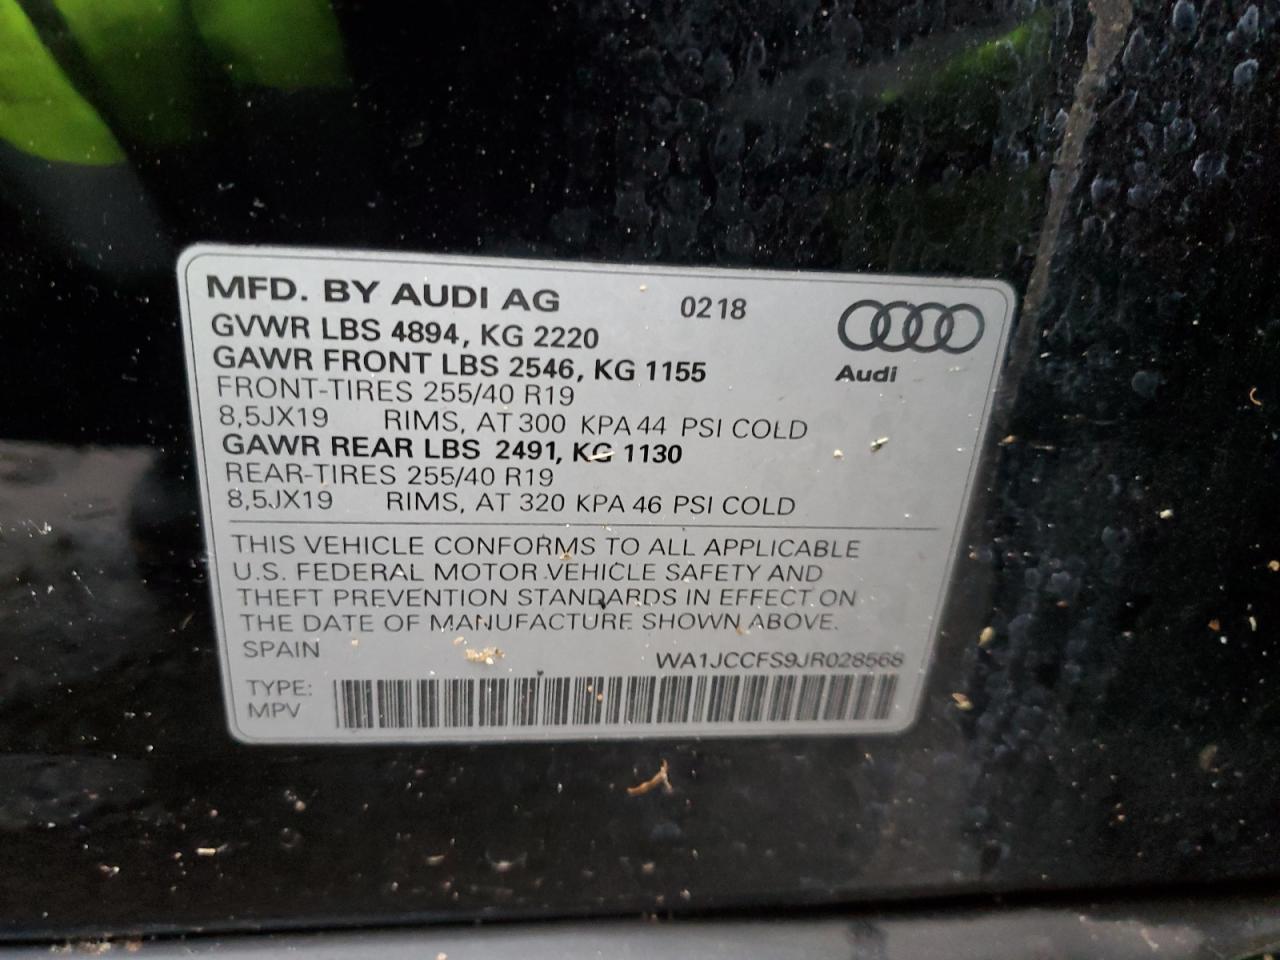 MFD. BY AUDI AG 0218
GVWR LBS 4894, KG 2220
GAWR FRONT LBS 2546, KG 1155
Audi
FRONT-TIRES 255/40 R19
8,5JX19 RIMS, AT 300 KPA 44 PSI COLD
GAWR REAR LBS 2491, KG 1130
REAR-TIRES 255/40 R19
8,5JX19 RIMS, AT 320 KPA 46 PSI COLD
THIS VEHICLE CONFORMS TO ALL APPLICABLE
U.S. FEDERAL MOTOR VEHICLE SAFETY AND
THEFT PREVENTION STANDARDS IN EFFECT ON
THE DATE OF MANUFACTURE SHOWN ABOVE.
SPAIN
WA1JCCFS9JR028568
TYPE:
MPV